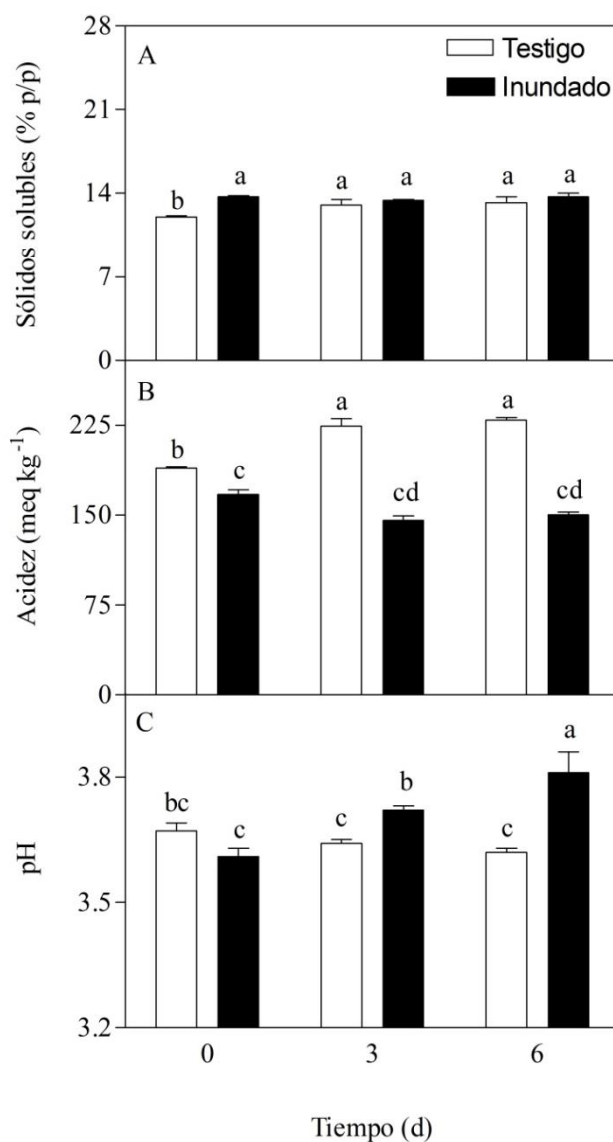 A
Testigo
Inundado
Sólidos solubles (% p/p)
28
21
14
7
0
b a a a a a
B
Acidez (meq kg⁻¹)
225
150
75
0
b c a cd a cd
C
pH
3.8
3.5
3.2
bc c c b c a
0 3 6
Tiempo (d)